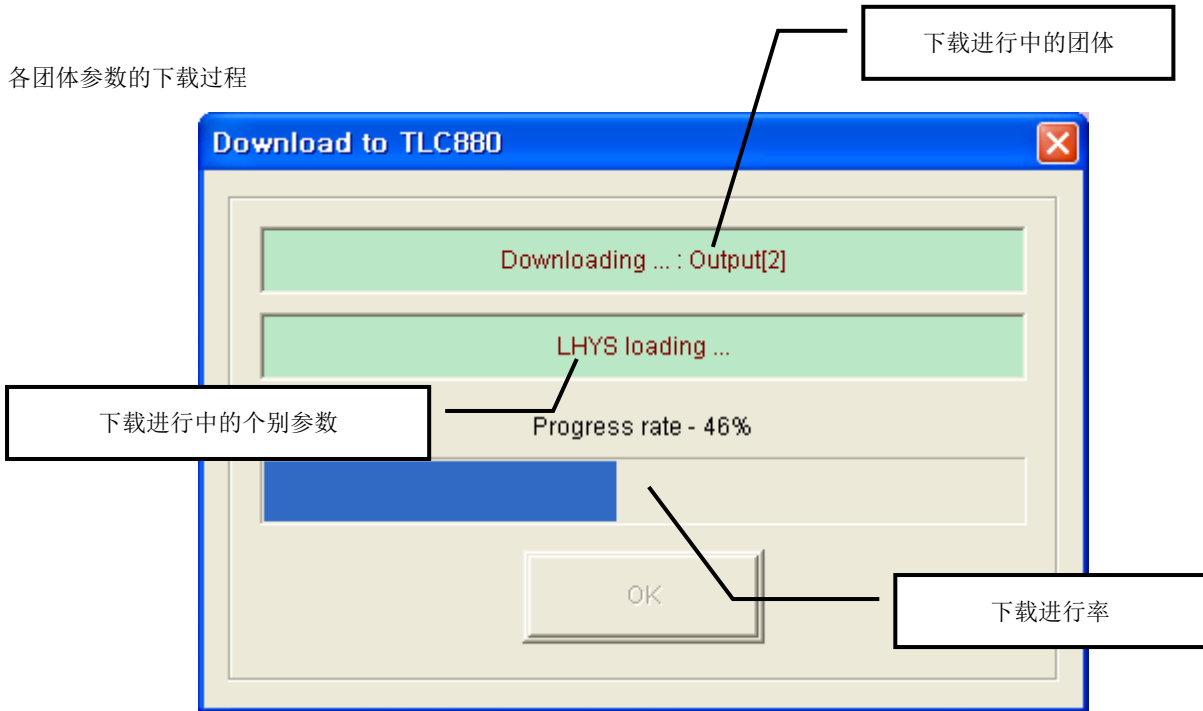 下载进行中的团体
各团体参数的下载过程
Download to TLC880
Downloading ... : Output[2]
LHYS loading ...
下载进行中的个别参数
Progress rate - 46%
OK
下载进行率